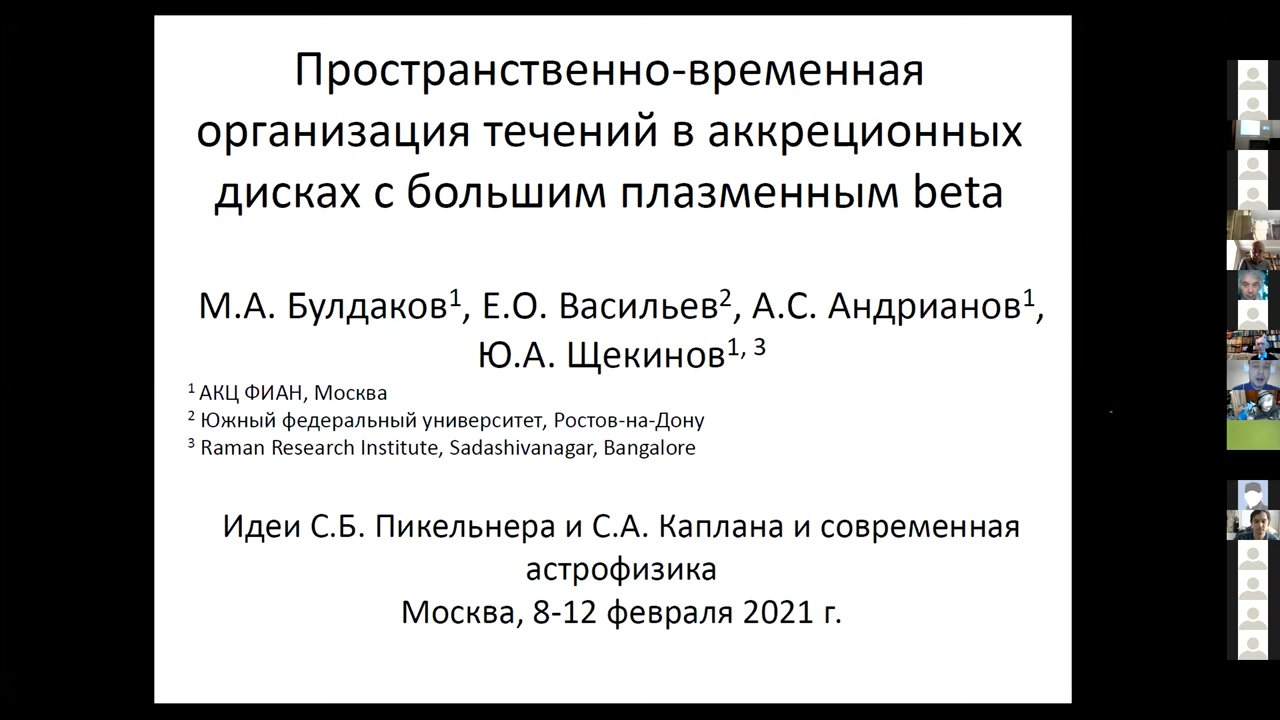 Пространственно-временная
организация течений в аккреционных
дисках с большим плазменным beta
М.А. Булдаков¹, Е.О. Васильев², А.С. Андрианов¹,
Ю.А. Щекинов¹, ³
¹ АКЦ ФИАН, Москва
² Южный федеральный университет, Ростов-на-Дону
³ Raman Research Institute, Sadashivanagar, Bangalore
Идеи С.Б. Пикельнера и С.А. Каплана и современная
астрофизика
Москва, 8-12 февраля 2021 г.